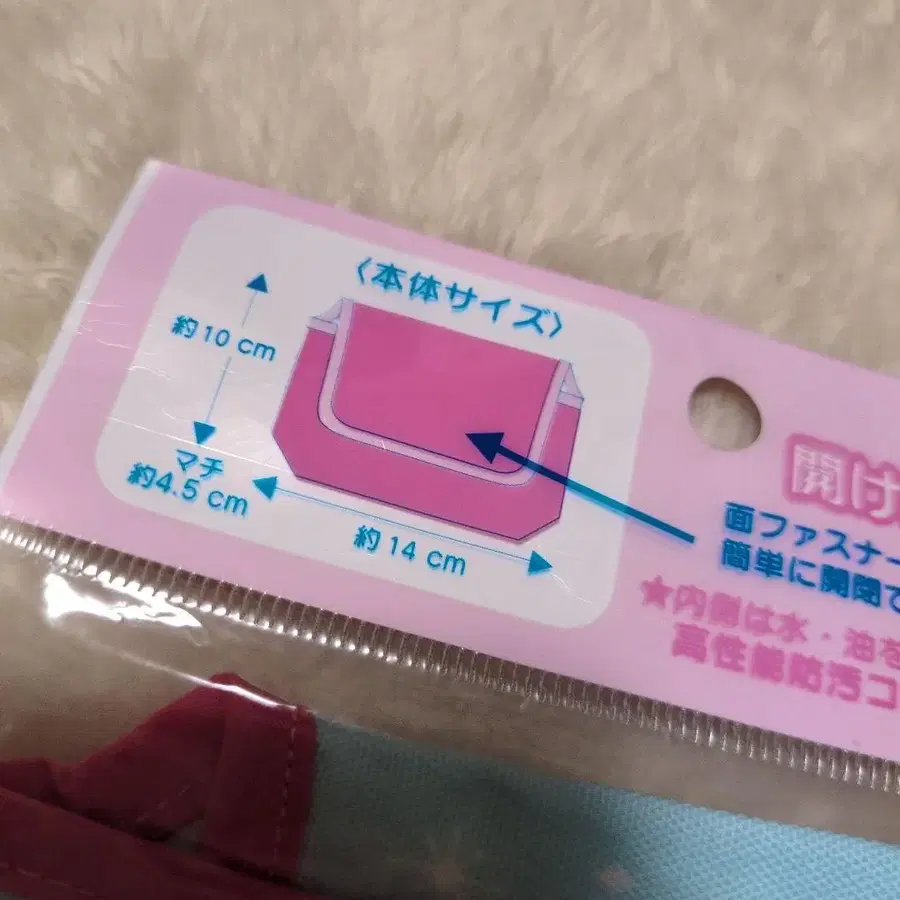 〈本体サイズ〉
約10 cm
マチ
約4.5 cm
約 14 cm
開け
面ファスナー
簡単に開閉で
★内側は水・油を
高性能防汚コ